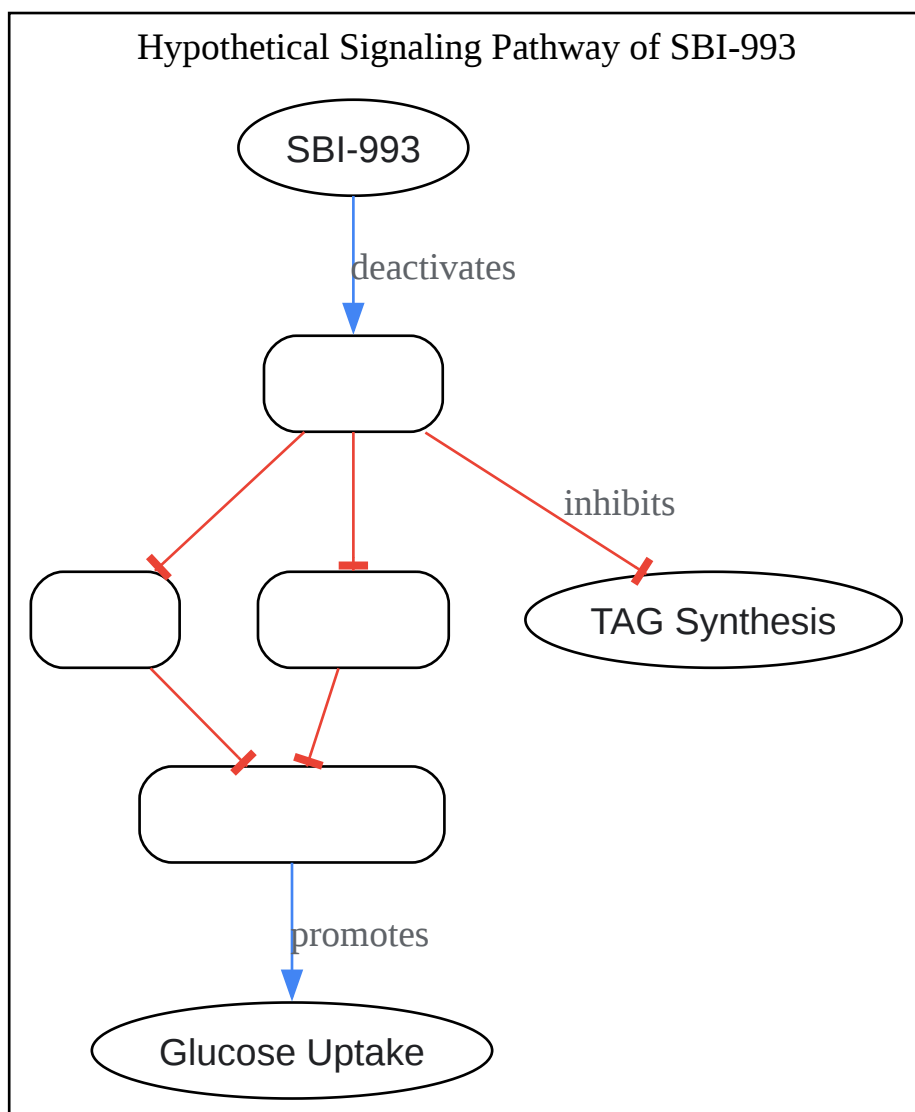 Hypothetical Signaling Pathway of SBI-993
SBI-993
deactivates
inhibits
TAG Synthesis
promotes
Glucose Uptake